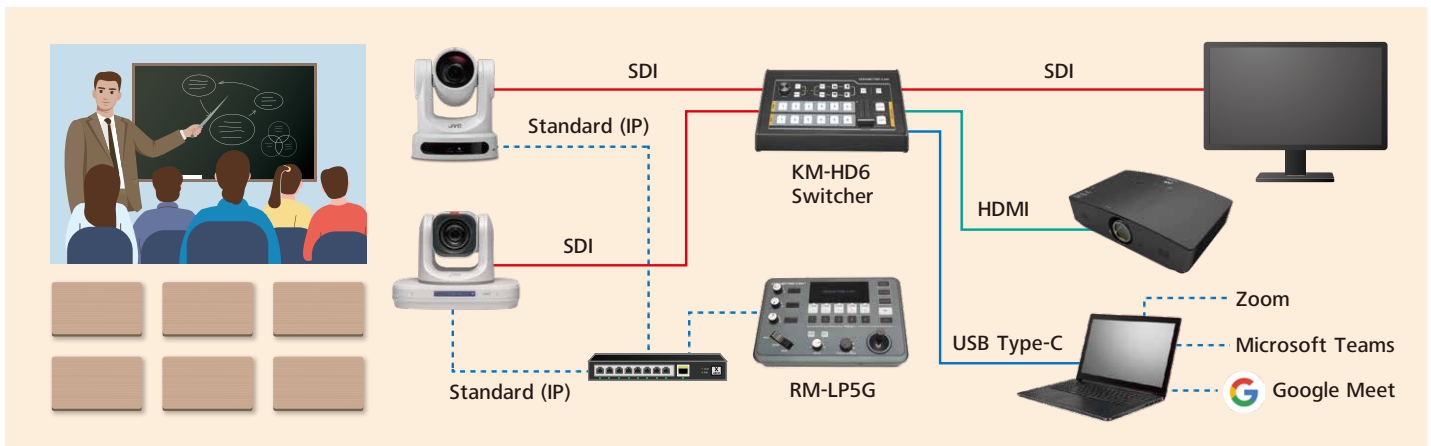 SDI
SDI
Standard (IP)
JVC
KM-HD6
Switcher
HDMI
SDI
Zoom
USB Type-C
Microsoft Teams
Standard (IP)
RM-LP5G
Google Meet